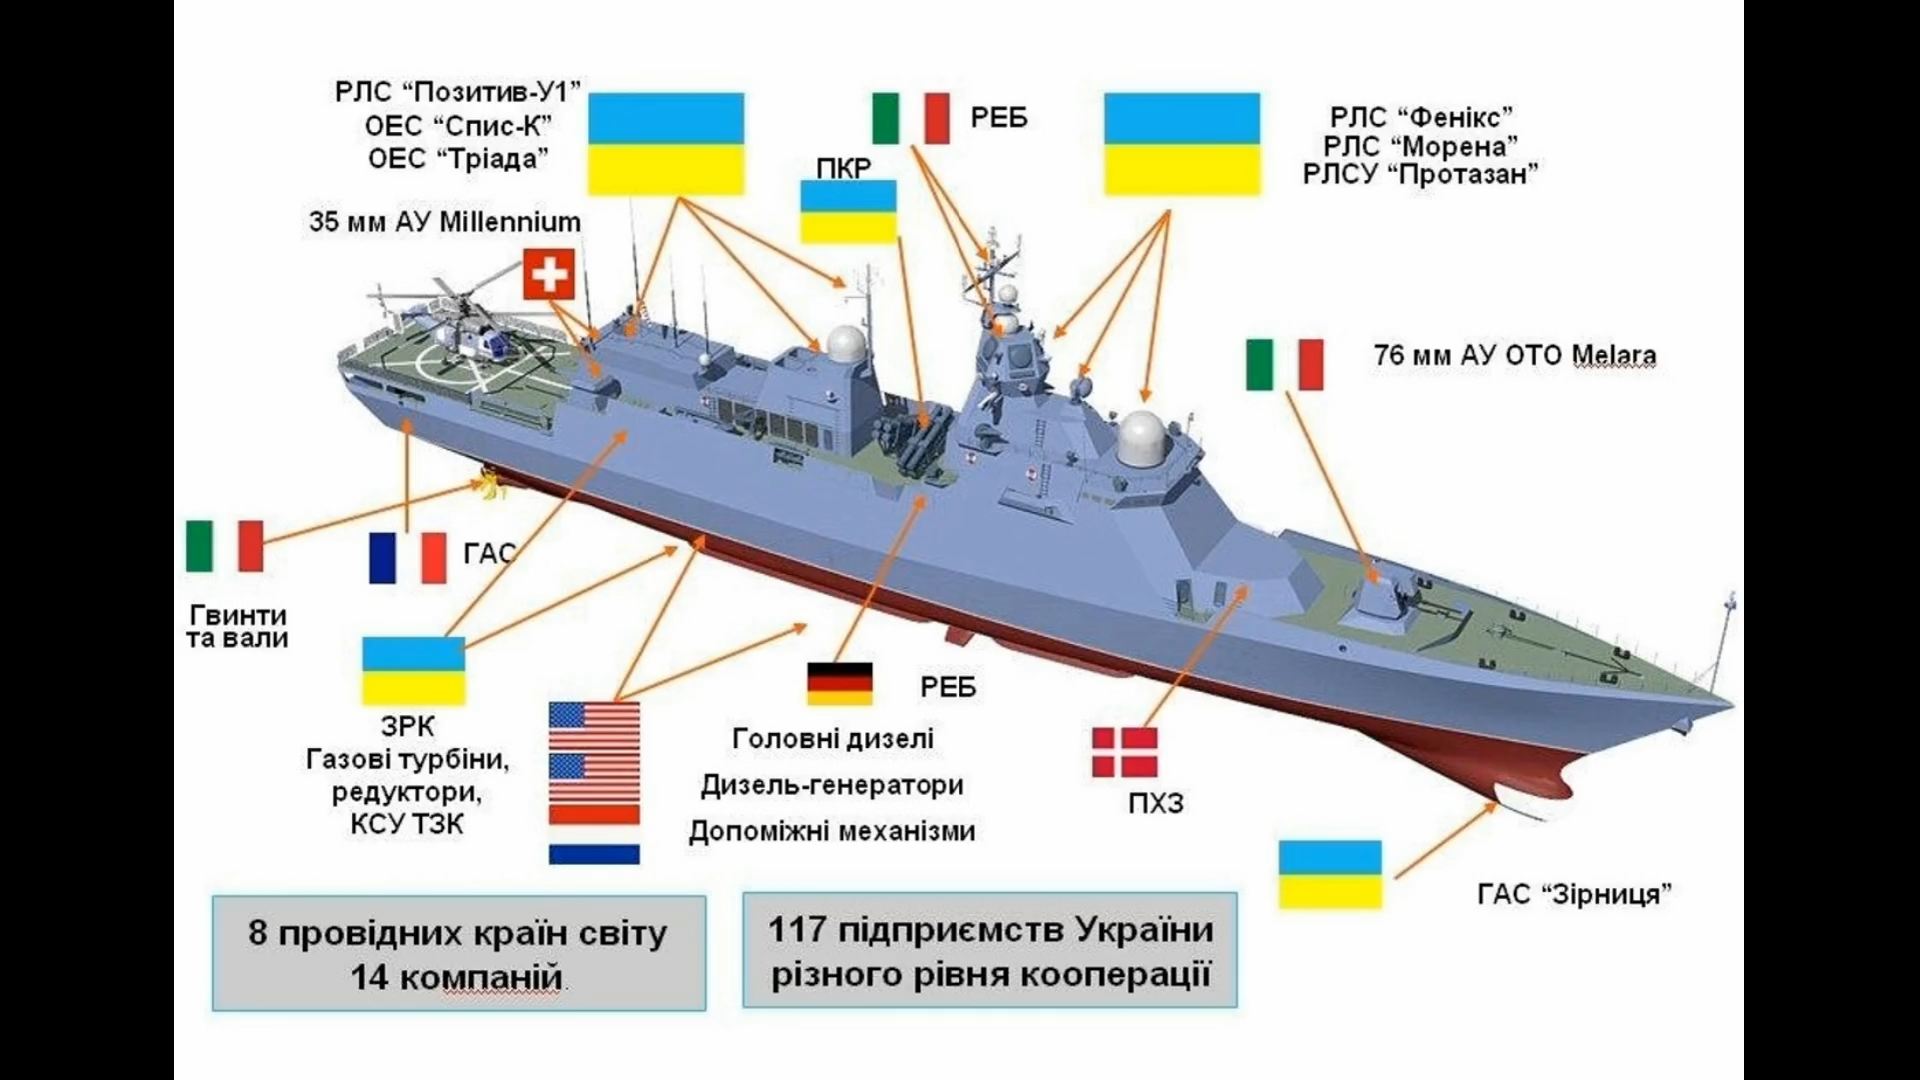 РЛС “Позитив-У1”
ОЕС “Спис-К”
ОЕС “Тріада”
35 мм АУ Millennium
ПКР
РЕБ
РЛС “Фенікс”
РЛС “Морена”
РЛСУ “Протазан”
76 мм АУ ОТО Melara
Гвинти
та вали
ГАС
ЗРК
Газові турбіни,
редуктори,
КСУ ТЗК
РЕБ
Головні дизелі
Дизель-генератори
Допоміжні механізми
ПХЗ
ГАС “Зірниця”
8 провідних країн світу
14 компаній.
117 підприємств України
різного рівня кооперації